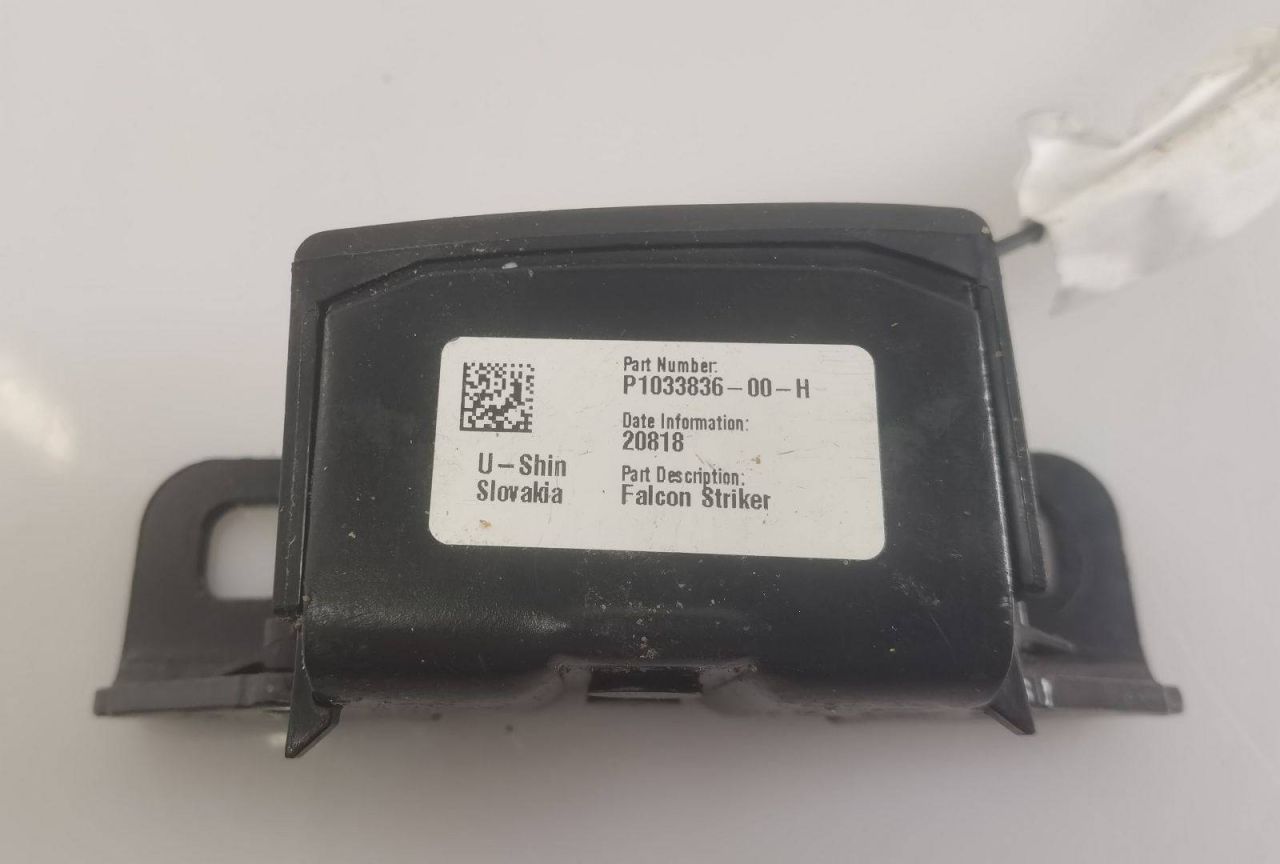 Part Number:
P1033836-00-H
Date Information:
20818
U-Shin
Slovakia
Part Description:
Falcon Striker